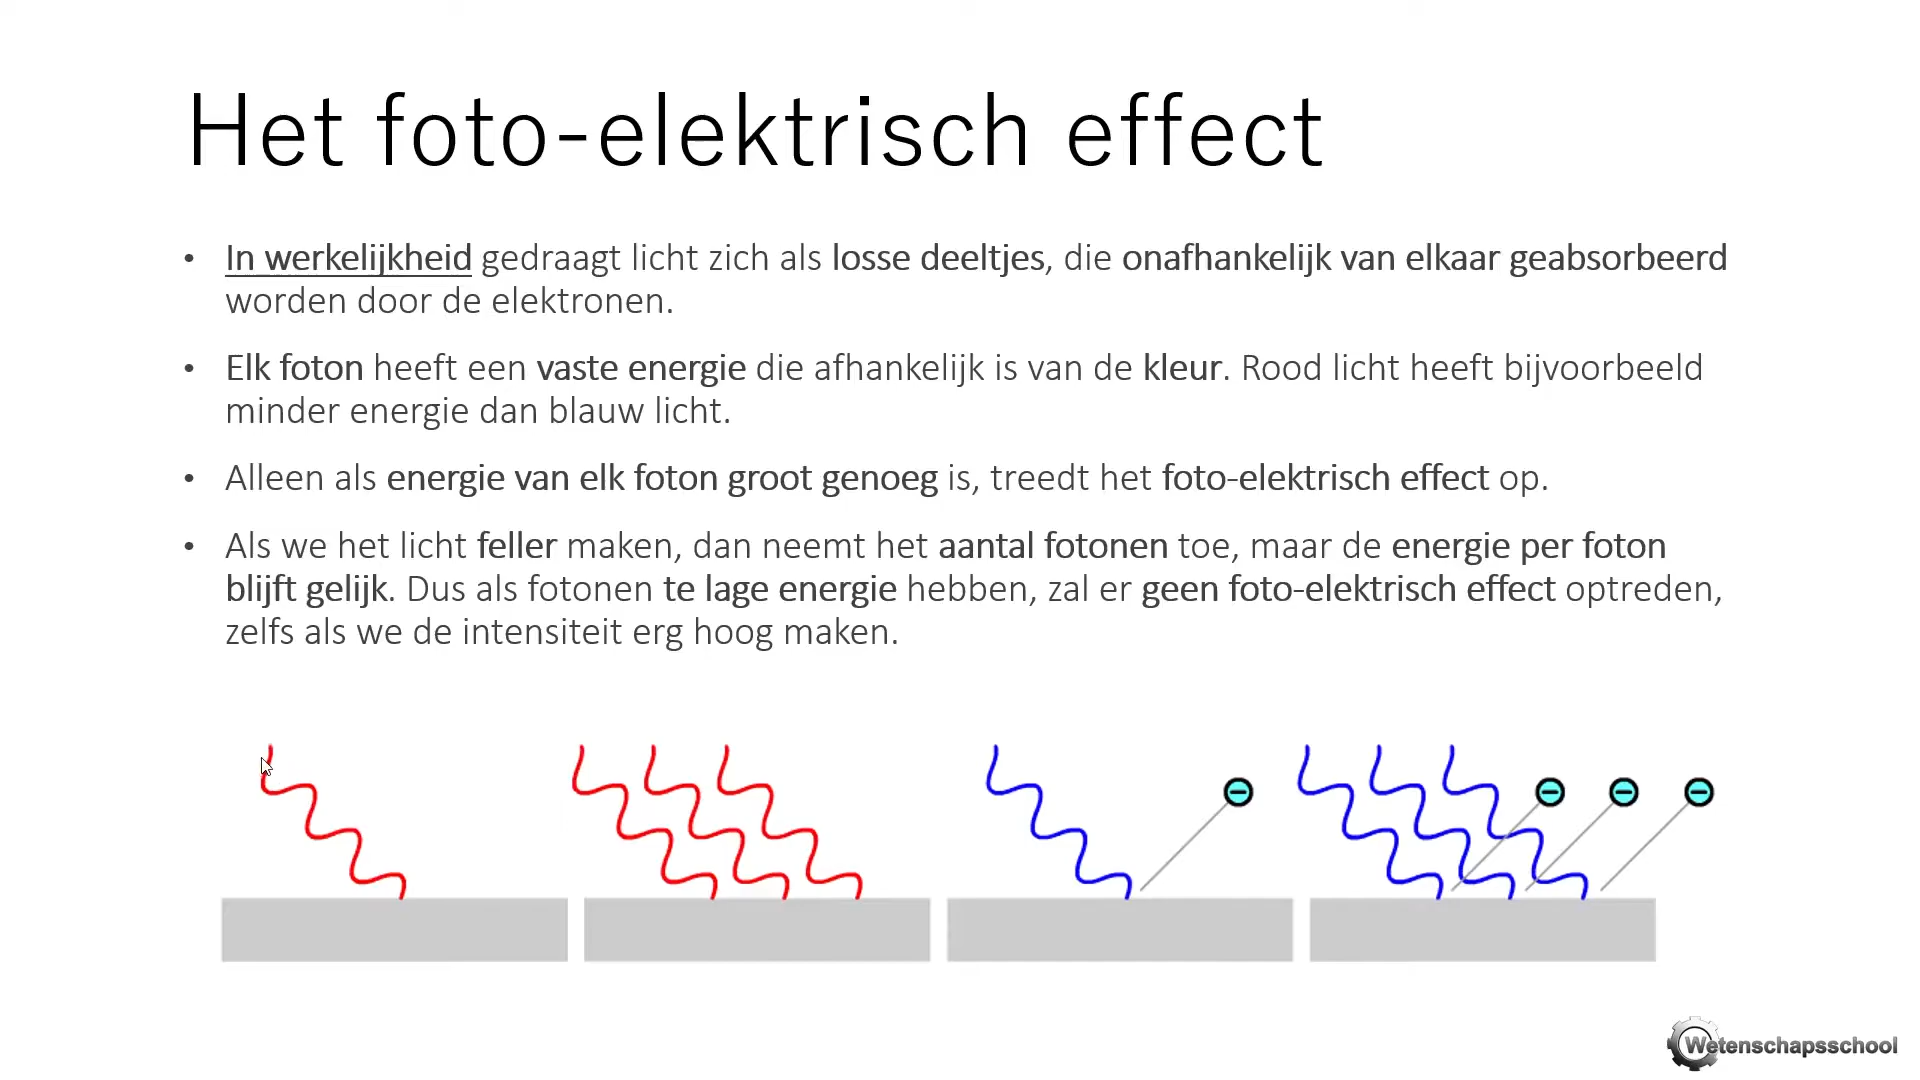 Het foto-elektrisch effect
• In werkelijkheid gedraagt licht zich als losse deeltjes, die onafhankelijk van elkaar geabsorbeerd
worden door de elektronen.
• Elk foton heeft een vaste energie die afhankelijk is van de kleur. Rood licht heeft bijvoorbeeld
minder energie dan blauw licht.
• Alleen als energie van elk foton groot genoeg is, treedt het foto-elektrisch effect op.
• Als we het licht feller maken, dan neemt het aantal fotonen toe, maar de energie per foton
blijft gelijk. Dus als fotonen te lage energie hebben, zal er geen foto-elektrisch effect optreden,
zelfs als we de intensiteit erg hoog maken.
Wetenschapsschool